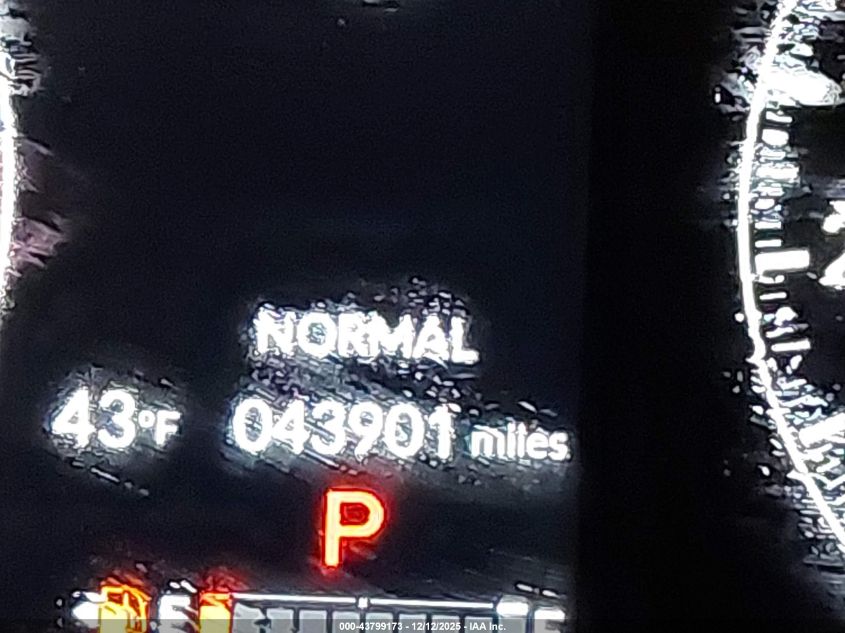 NORMAL
43°F 043901 miles
P
E F
000-43799173 - 12/12/2025 - IAA Inc.